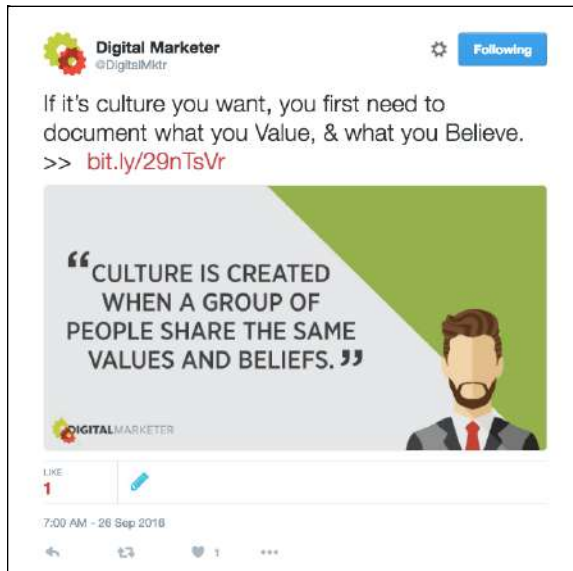 Digital Marketer
@DigitalMktr
Following
If it's culture you want, you first need to
document what you Value, & what you Believe.
>> bit.ly/29nTsVr
“CULTURE IS CREATED
WHEN A GROUP OF
PEOPLE SHARE THE SAME
VALUES AND BELIEFS.”
DIGITALMARKETER
LIKE
1
7:00 AM - 26 Sep 2016
1